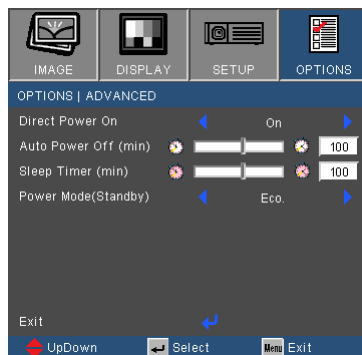 IMAGE DISPLAY SETUP OPTIONS
OPTIONS | ADVANCED
Direct Power On On
Auto Power Off (min) 100
Sleep Timer (min) 100
Power Mode(Standby) Eco.
Exit
UpDown Select Menu Exit